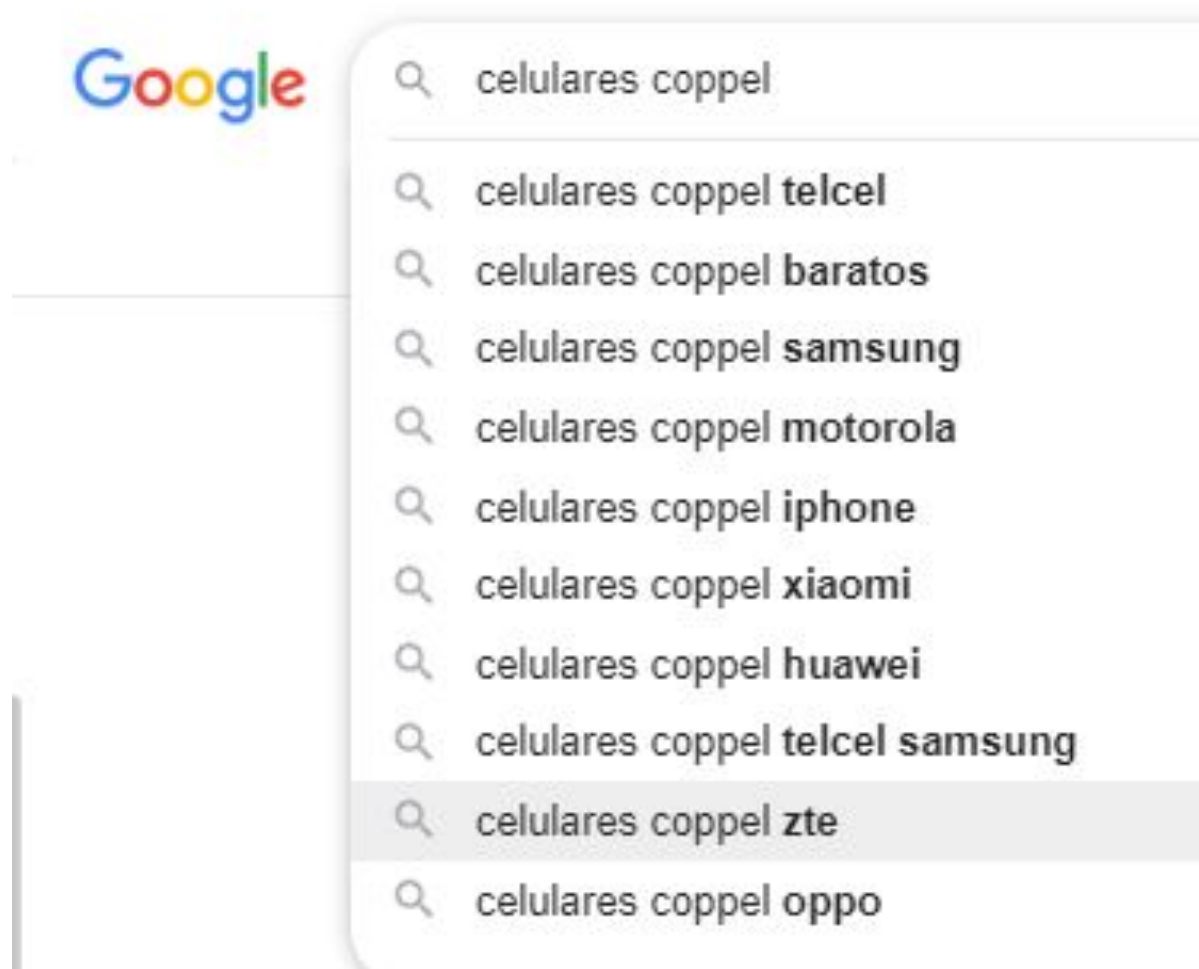 Google
celulares coppel
celulares coppel telcel
celulares coppel baratos
celulares coppel samsung
celulares coppel motorola
celulares coppel iphone
celulares coppel xiaomi
celulares coppel huawei
celulares coppel telcel samsung
celulares coppel zte
celulares coppel oppo